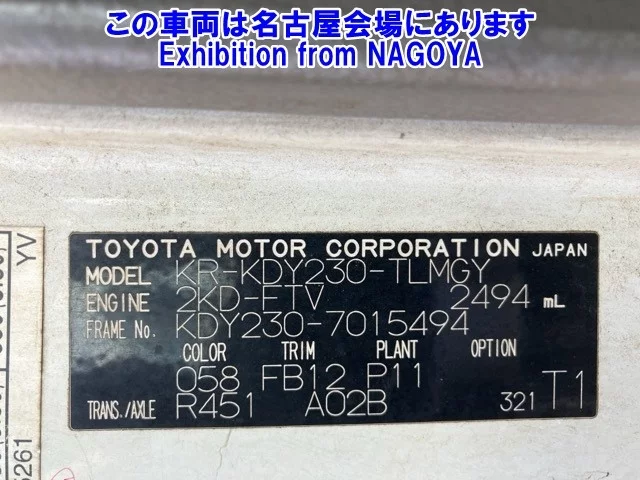 この車両は名古屋会場にあります
Exhibition from NAGOYA
TOYOTA MOTOR CORPORATION JAPAN
MODEL KR-KDY230-TLMGY
ENGINE 2KD-FTV 2494 mL
FRAME No. KDY230-7015494
COLOR TRIM PLANT OPTION
058 FB12 P11
TRANS./AXLE R451 A02B 321 T1
YV
5261